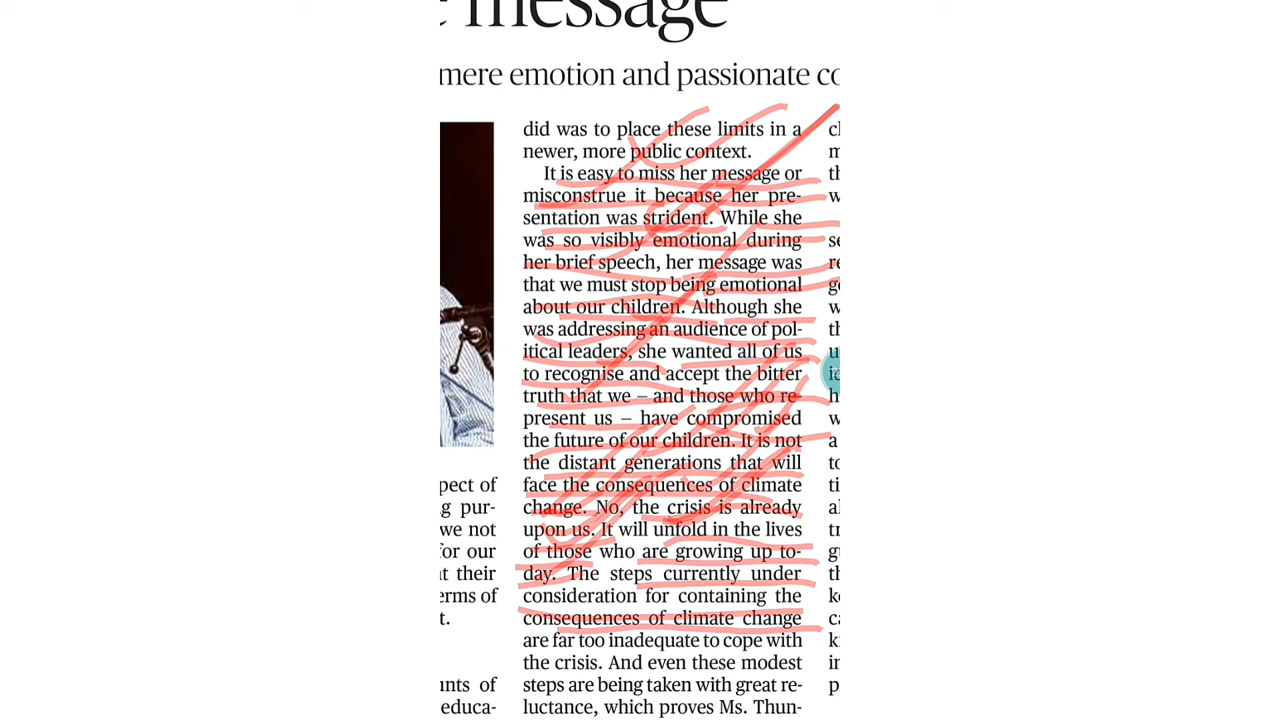 message
mere emotion and passionate
did was to place these limits in a
newer, more public context.
It is easy to miss her message or
misconstrue it because her pre-
sentation was strident. While she
was so visibly emotional during
her brief speech, her message was
that we must stop being emotional
about our children. Although she
was addressing an audience of pol-
itical leaders, she wanted all of us
to recognise and accept the bitter
truth that we – and those who re-
present us – have compromised
the future of our children. It is not
the distant generations that will
face the consequences of climate
change. No, the crisis is already
upon us. It will unfold in the lives
of those who are growing up to-
day. The steps currently under
consideration for containing the
consequences of climate change
are far too inadequate to cope with
the crisis. And even these modest
steps are being taken with great re-
luctance, which proves Ms. Thun-
pect of
g pur-
we not
for our
t their
erms of
t.
unts of
educa-